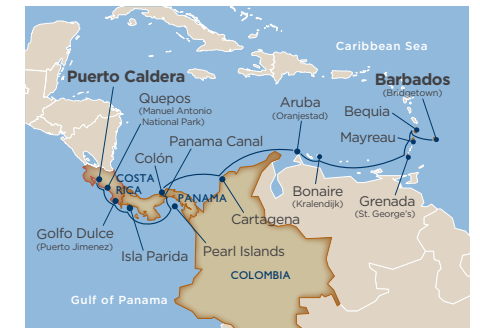 Caribbean Sea
Puerto Caldera
Barbados
(Bridgetown)
Quepos
(Manuel Antonio
National Park)
Aruba
(Oranjestad)
Bequia
Mayreau
Panama Canal
Colón
COSTA
RICA
PANAMA
Bonaire
(Kralendijk)
Grenada
(St. George's)
Cartagena
Golfo Dulce
(Puerto Jimenez)
Isla Parida
Pearl Islands
COLOMBIA
Gulf of Panama